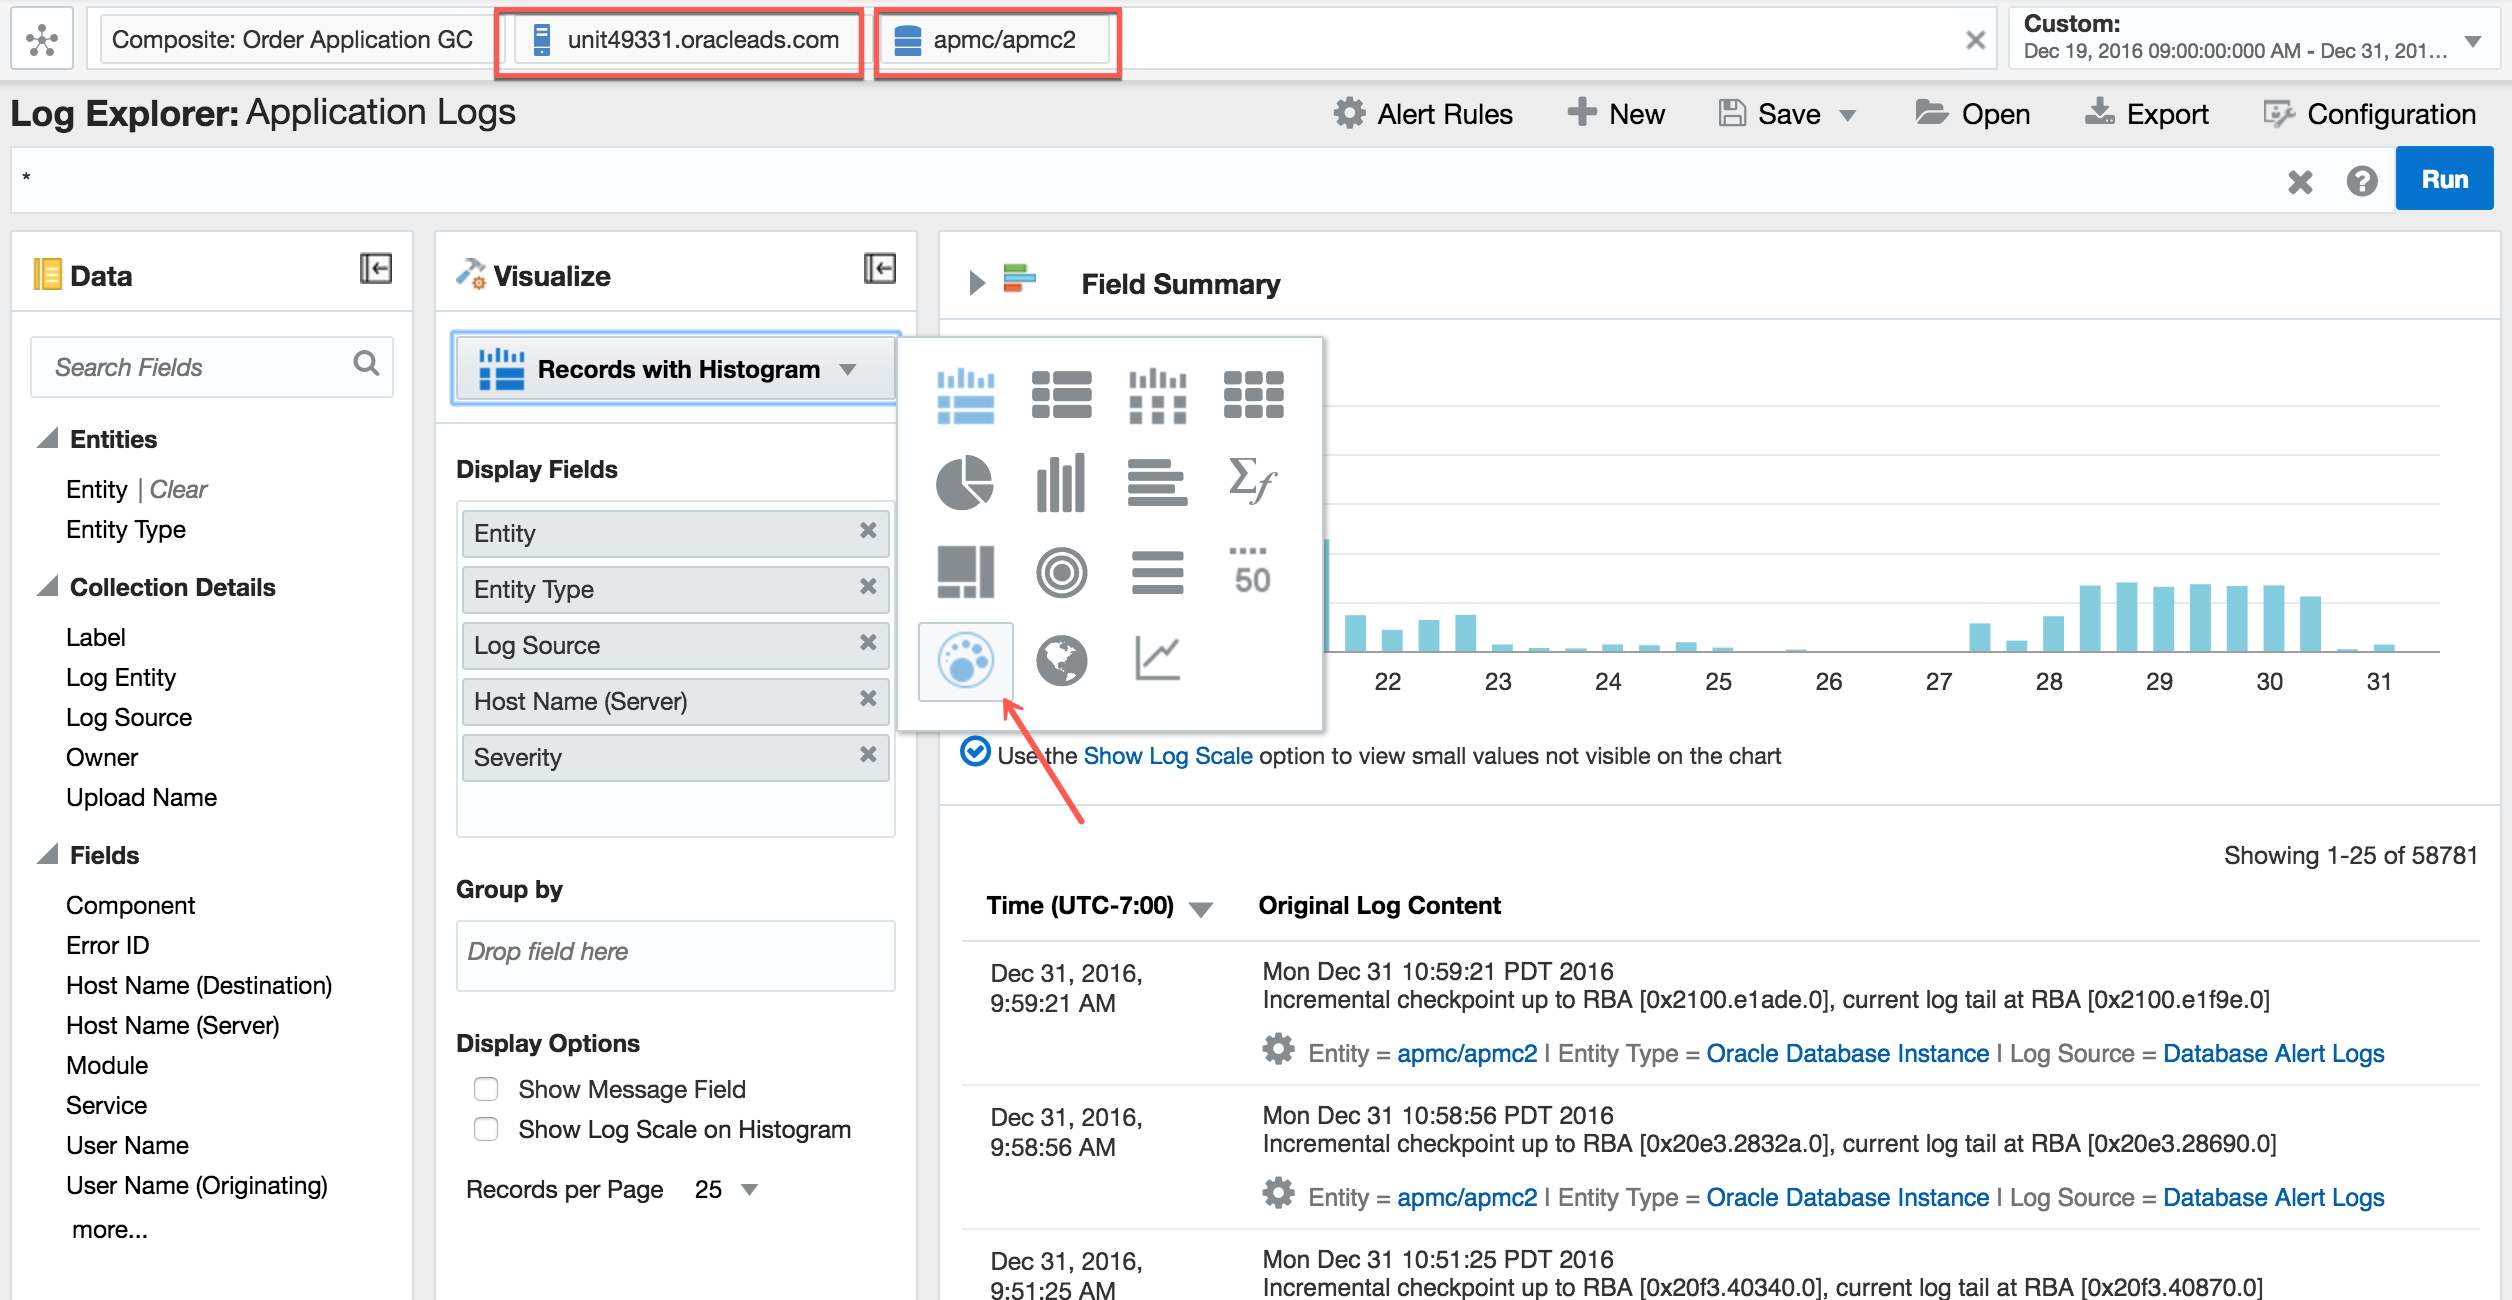 Composite: Order Application GC
unit49331.oracleads.com
apmc/apmc2
Custom:
Dec 19, 2016 09:00:00:000 AM - Dec 31, 201...
Log Explorer: Application Logs
Alert Rules
New
Save
Open
Export
Configuration
*
Run
Data
Search Fields
Entities
Entity | Clear
Entity Type
Collection Details
Label
Log Entity
Log Source
Owner
Upload Name
Fields
Component
Error ID
Host Name (Destination)
Host Name (Server)
Module
Service
User Name
User Name (Originating)
more...
Visualize
Records with Histogram
Display Fields
Entity
Entity Type
Log Source
Host Name (Server)
Severity
Group by
Drop field here
Display Options
Show Message Field
Show Log Scale on Histogram
Records per Page 25
Σf
50
Field Summary
22 23 24 25 26 27 28 29 30 31
Use the Show Log Scale option to view small values not visible on the chart
Showing 1-25 of 58781
Time (UTC-7:00) Original Log Content
Dec 31, 2016,
9:59:21 AM
Mon Dec 31 10:59:21 PDT 2016
Incremental checkpoint up to RBA [0x2100.e1ade.0], current log tail at RBA [0x2100.e1f9e.0]
Entity = apmc/apmc2 | Entity Type = Oracle Database Instance | Log Source = Database Alert Logs
Dec 31, 2016,
9:58:56 AM
Mon Dec 31 10:58:56 PDT 2016
Incremental checkpoint up to RBA [0x20e3.2832a.0], current log tail at RBA [0x20e3.28690.0]
Entity = apmc/apmc2 | Entity Type = Oracle Database Instance | Log Source = Database Alert Logs
Dec 31, 2016,
9:51:25 AM
Mon Dec 31 10:51:25 PDT 2016
Incremental checkpoint up to RBA [0x20f3.40340.0], current log tail at RBA [0x20f3.40870.0]